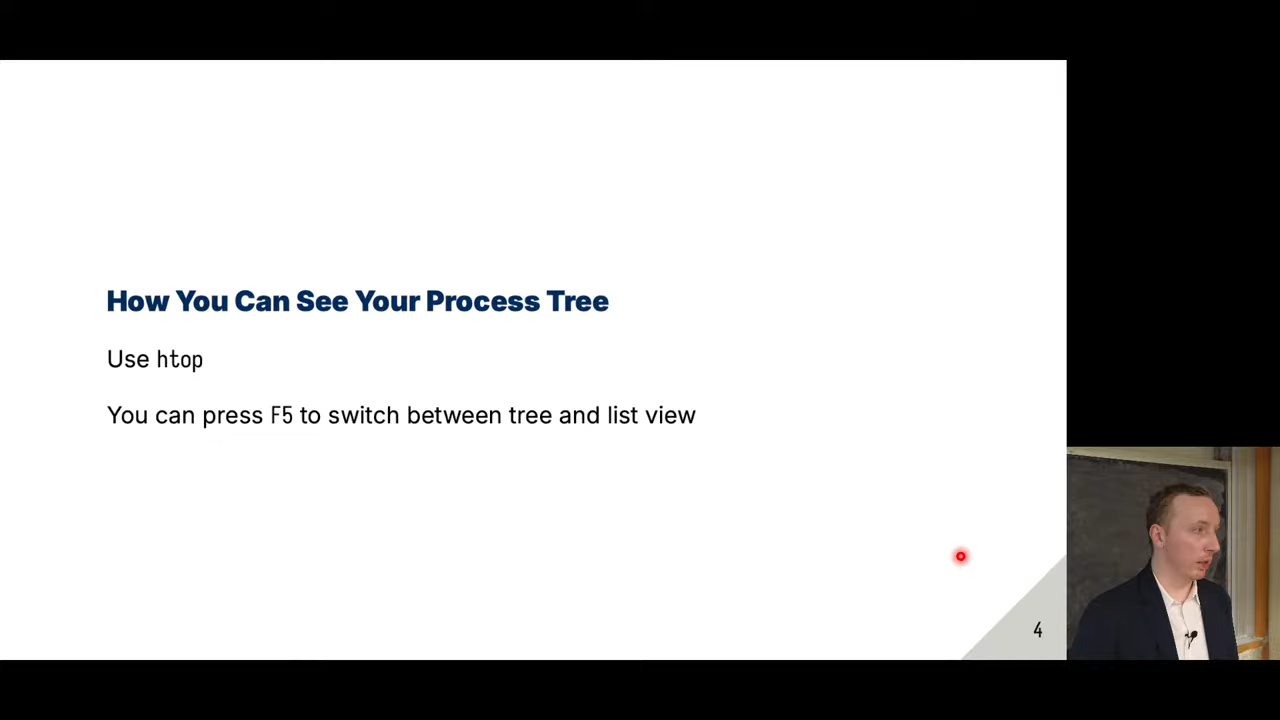 How You Can See Your Process Tree
Use htop
You can press F5 to switch between tree and list view
4